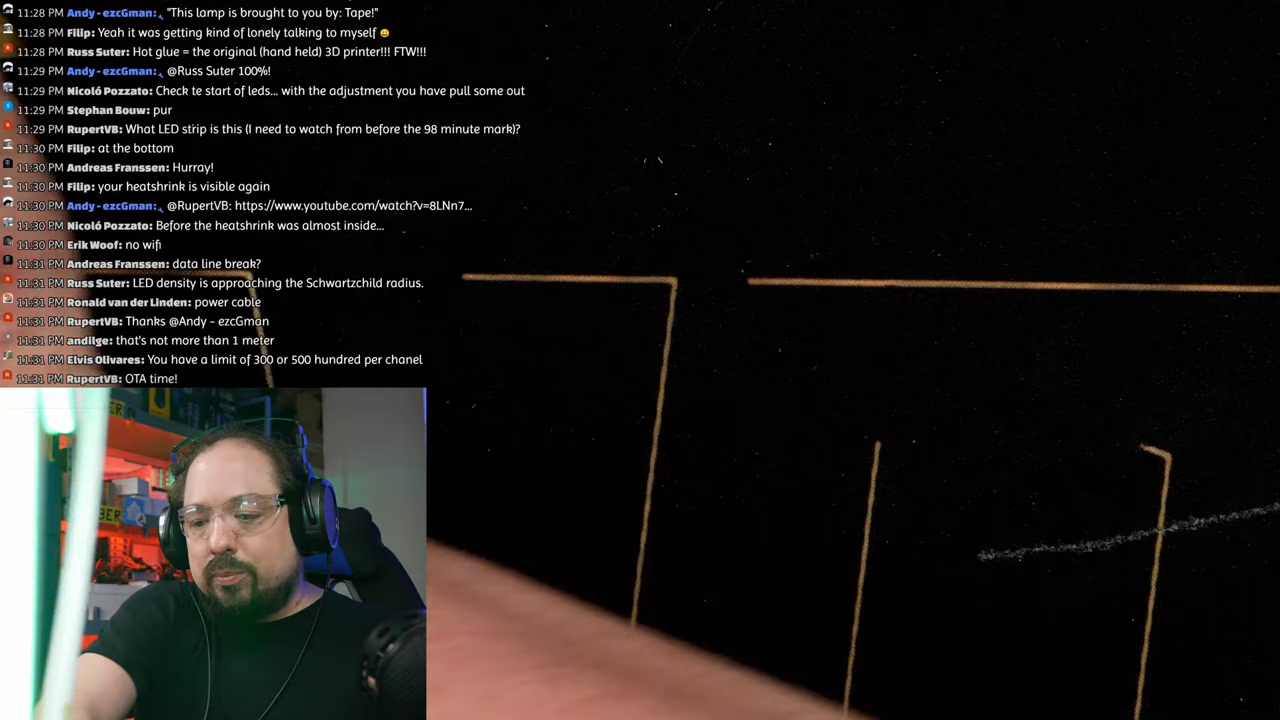 11:28 PM Andy - ezcGman: "This lamp is brought to you by: Tape!"
11:28 PM Filip: Yeah it was getting kind of lonely talking to myself 😀
11:28 PM Russ Suter: Hot glue = the original (hand held) 3D printer!!! FTW!!!
11:29 PM Andy - ezcGman: @Russ Suter 100%!
11:29 PM Nicoló Pozzato: Check te start of leds... with the adjustment you have pull some out
11:29 PM Stephan Bouw: pur
11:29 PM RupertVB: What LED strip is this (I need to watch from before the 98 minute mark)?
11:30 PM Filip: at the bottom
11:30 PM Andreas Franssen: Hurray!
11:30 PM Filip: your heatshrink is visible again
11:30 PM Andy - ezcGman: @RupertVB: https://www.youtube.com/watch?v=8LNn7...
11:30 PM Nicoló Pozzato: Before the heatshrink was almost inside...
11:30 PM Erik Woof: no wifi
11:31 PM Andreas Franssen: data line break?
11:31 PM Russ Suter: LED density is approaching the Schwartzchild radius.
11:31 PM Ronald van der Linden: power cable
11:31 PM RupertVB: Thanks @Andy - ezcGman
11:31 PM andilge: that's not more than 1 meter
11:31 PM Elvis Olivares: You have a limit of 300 or 500 hundred per chanel
11:31 PM RupertVB: OTA time!